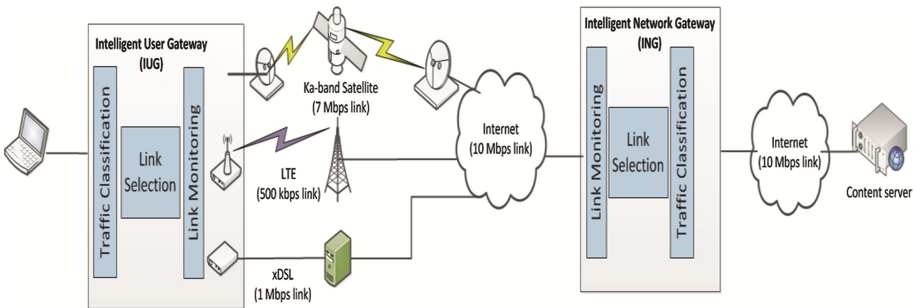 Intelligent User Gateway
(IUG)
Traffic Classification
Link
Selection
Link Monitoring
Ka-band Satellite
(7 Mbps link)
LTE
(500 kbps link)
xDSL
(1 Mbps link)
Internet
(10 Mbps link)
Intelligent Network Gateway
(ING)
Link Monitoring
Link
Selection
Traffic Classification
Internet
(10 Mbps link)
Content server